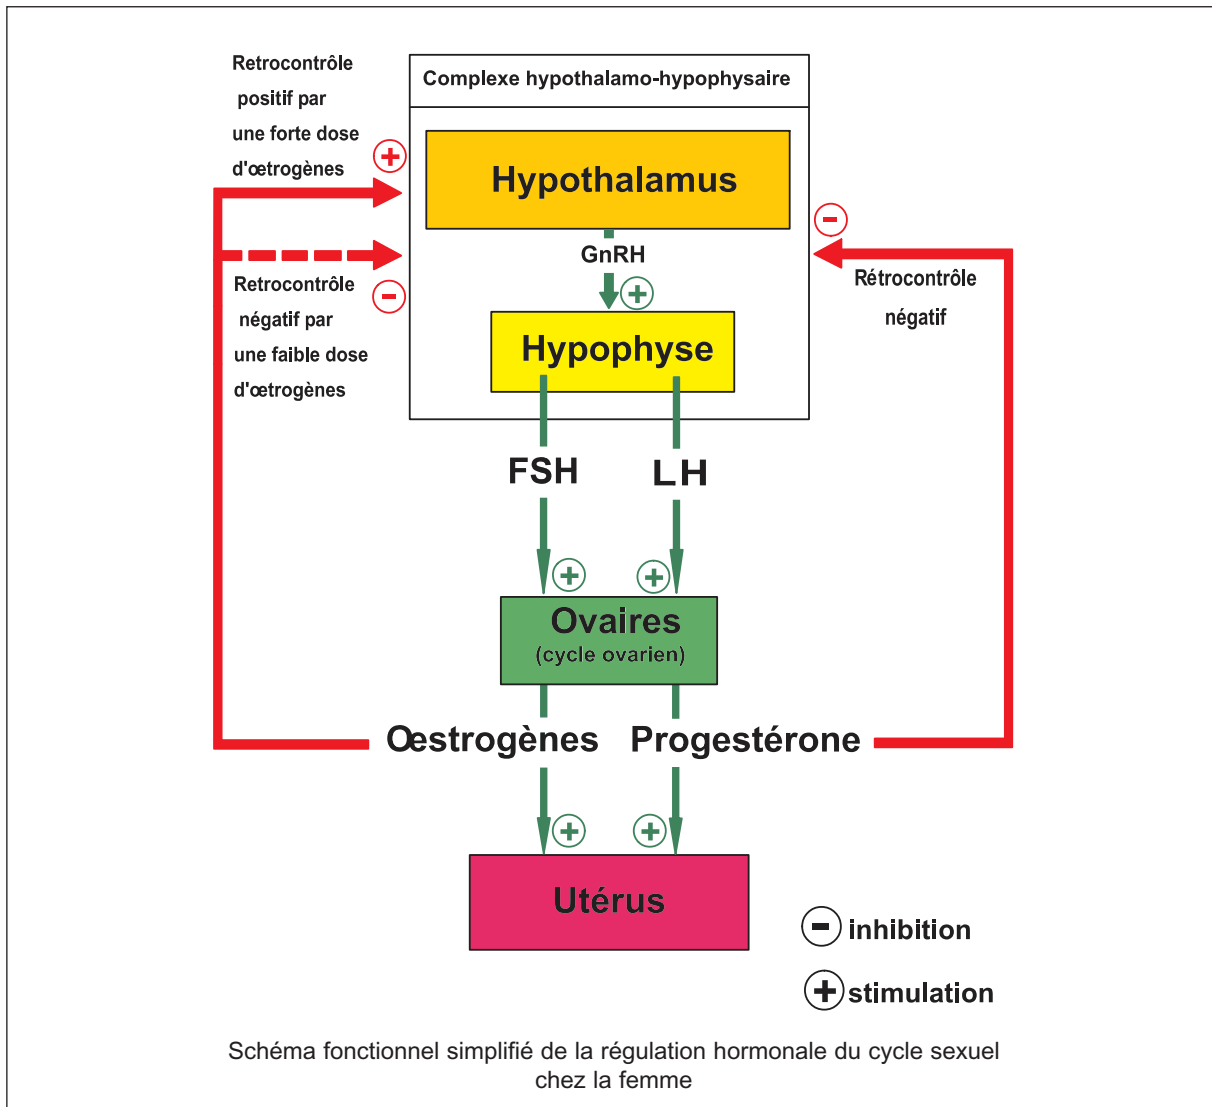 Retrocontrôle
positif par
une forte dose
d'œtrogènes
Complexe hypothalamo-hypophysaire
+
Hypothalamus
-
GnRH
+
Retrocontrôle
négatif par
une faible dose
d'œtrogènes
-
Rétrocontrôle
négatif
Hypophyse
FSH
LH
+
+
Ovaires
(cycle ovarien)
Œstrogènes
Progestérone
+
+
Utérus
- inhibition
+ stimulation
Schéma fonctionnel simplifié de la régulation hormonale du cycle sexuel
chez la femme